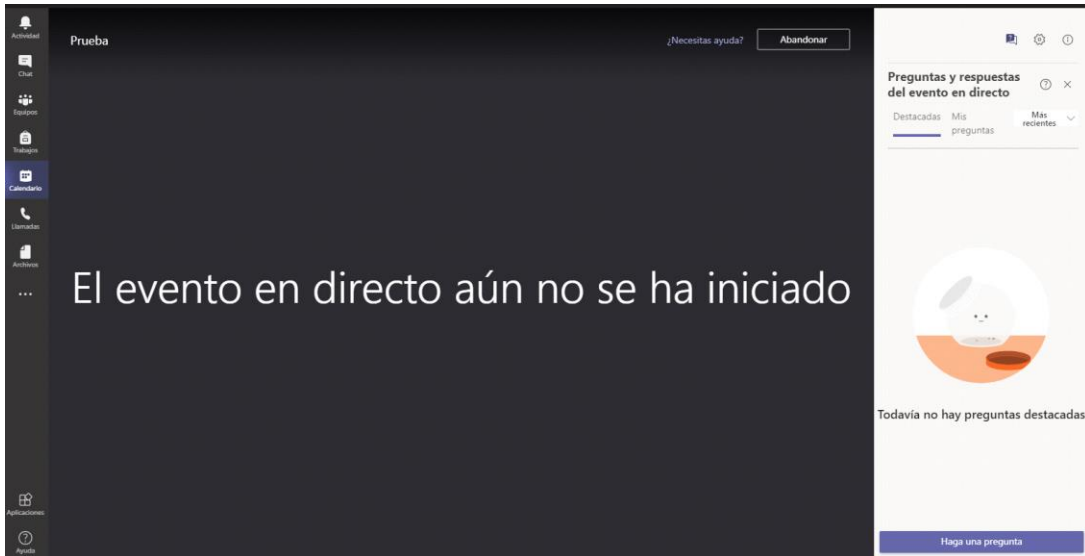 Actividad
Chat
Equipos
Trabajos
Calendario
Llamadas
Archivos
Aplicaciones
Ayuda
Prueba
¿Necesitas ayuda?
Abandonar
El evento en directo aún no se ha iniciado
Preguntas y respuestas
del evento en directo
Destacadas
Mis
preguntas
Más
recientes
Todavía no hay preguntas destacadas
Haga una pregunta